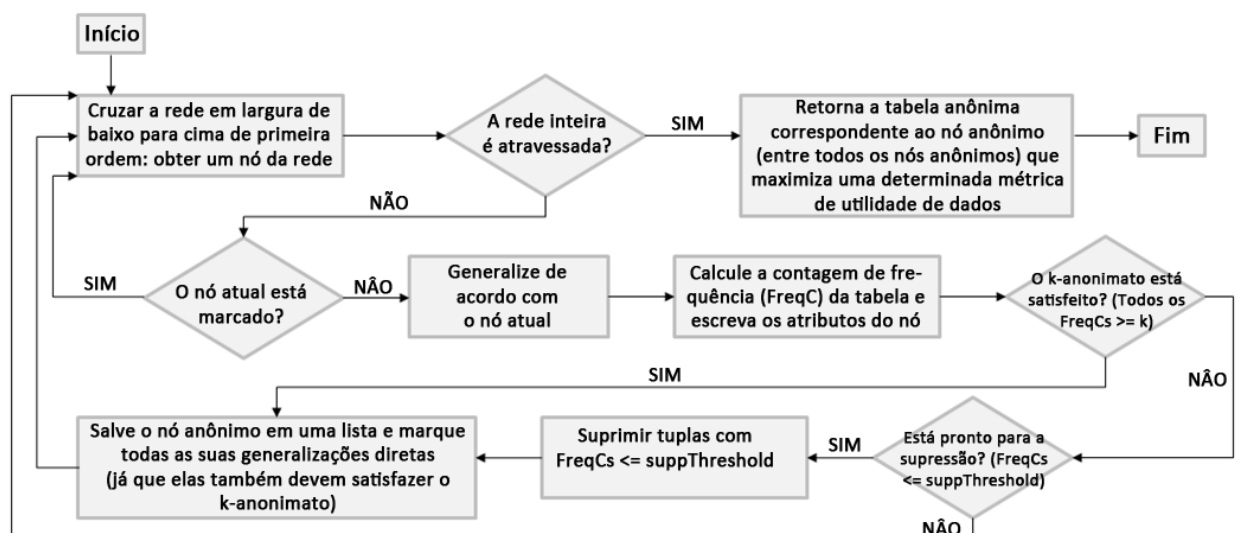 Início
Cruzar a rede em largura de
baixo para cima de primeira
ordem: obter um nó da rede
A rede inteira
é atravessada?
SIM
Retorna a tabela anônima
correspondente ao nó anônimo
(entre todos os nós anônimos) que
maximiza uma determinada métrica
de utilidade de dados
Fim
NÃO
O nó atual está
marcado?
SIM
NÂO
Generalize de
acordo com
o nó atual
Calcule a contagem de fre-
quência (FreqC) da tabela e
escreva os atributos do nó
O k-anonimato está
satisfeito? (Todos os
FreqCs >= k)
SIM
NÂO
Está pronto para a
supressão? (FreqCs
<= suppThreshold)
SIM
Suprimir tuplas com
FreqCs <= suppThreshold
Salve o nó anônimo em uma lista e marque
todas as suas generalizações diretas
(já que elas também devem satisfazer o
k-anonimato)
NÂO